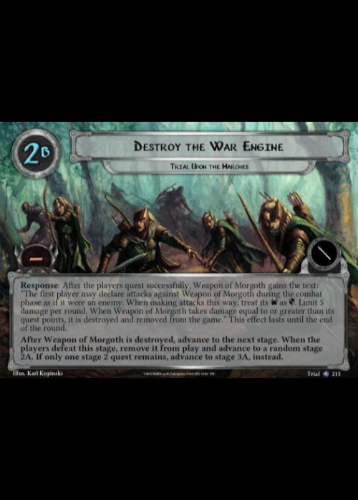 2B
DESTROY THE WAR ENGINE
TRIAL UPON THE MARCHES
Response: After the players quest successfully, Weapon of Morgoth gains the text:
"The first player may declare attacks against Weapon of Morgoth during the combat
phase as if it were an enemy. When making attacks this way, treat its as . Limit 5
damage per round. When Weapon of Morgoth takes damage equal to or greater than its
quest points, it is destroyed and removed from the game." This effect lasts until the end
of the round.
After Weapon of Morgoth is destroyed, advance to the next stage. When the
players defeat this stage, remove it from play and advance to a random stage
2A. If only one stage 2 quest remains, advance to stage 3A, instead.
Illus. Karl Kopinski
Trial 211